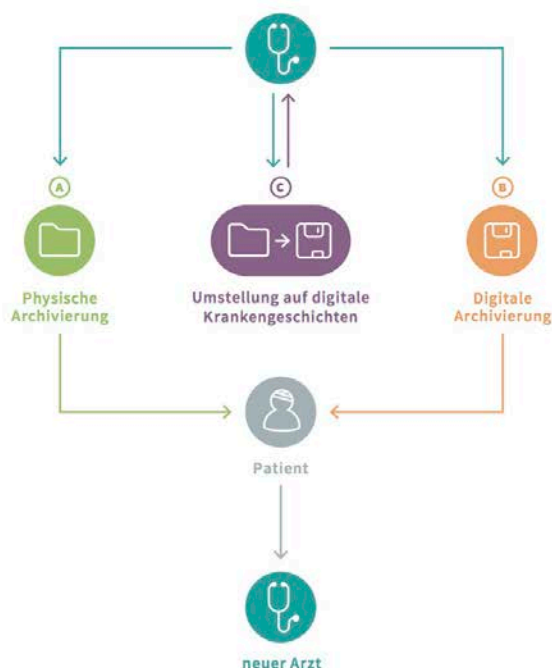 A
C
B
Physische
Archivierung
Umstellung auf digitale
Krankengeschichten
Digitale
Archivierung
Patient
neuer Arzt